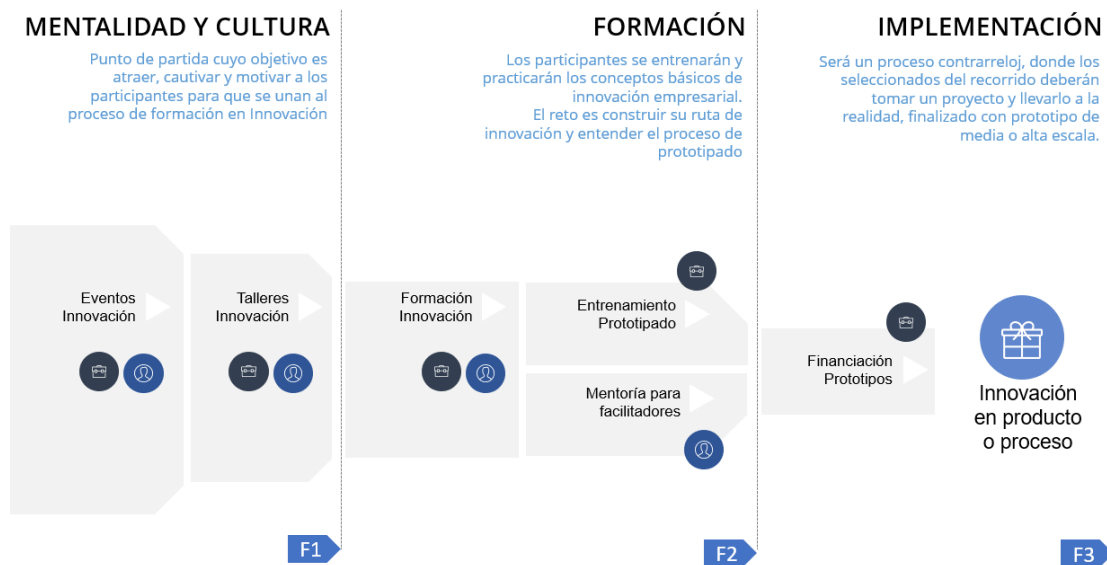 MENTALIDAD Y CULTURA
Punto de partida cuyo objetivo es
atraer, cautivar y motivar a los
participantes para que se unan al
proceso de formación en Innovación
FORMACIÓN
Los participantes se entrenarán y
practicarán los conceptos básicos de
innovación empresarial.
El reto es construir su ruta de
innovación y entender el proceso de
prototipado
IMPLEMENTACIÓN
Será un proceso contrarreloj, donde los
seleccionados del recorrido deberán
tomar un proyecto y llevarlo a la
realidad, finalizado con prototipo de
media o alta escala.
Eventos
Innovación
Talleres
Innovación
Formación
Innovación
Entrenamiento
Prototipado
Mentoría para
facilitadores
Financiación
Prototipos
Innovación
en producto
o proceso
F1
F2
F3